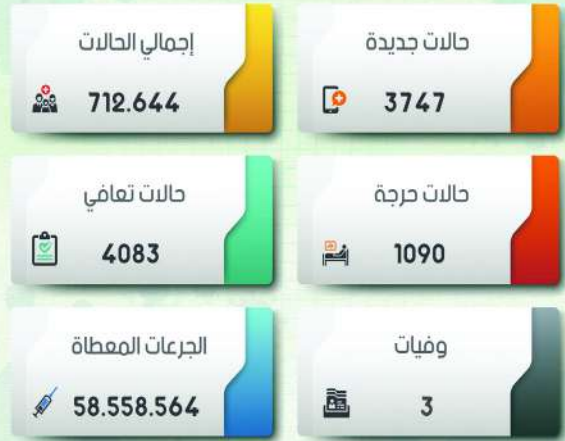 حالات جديدة
3747
إجمالي الحالات
712.644
حالات حرجة
1090
حالات تعافي
4083
وفيات
3
الجرعات المعطاة
58.558.564